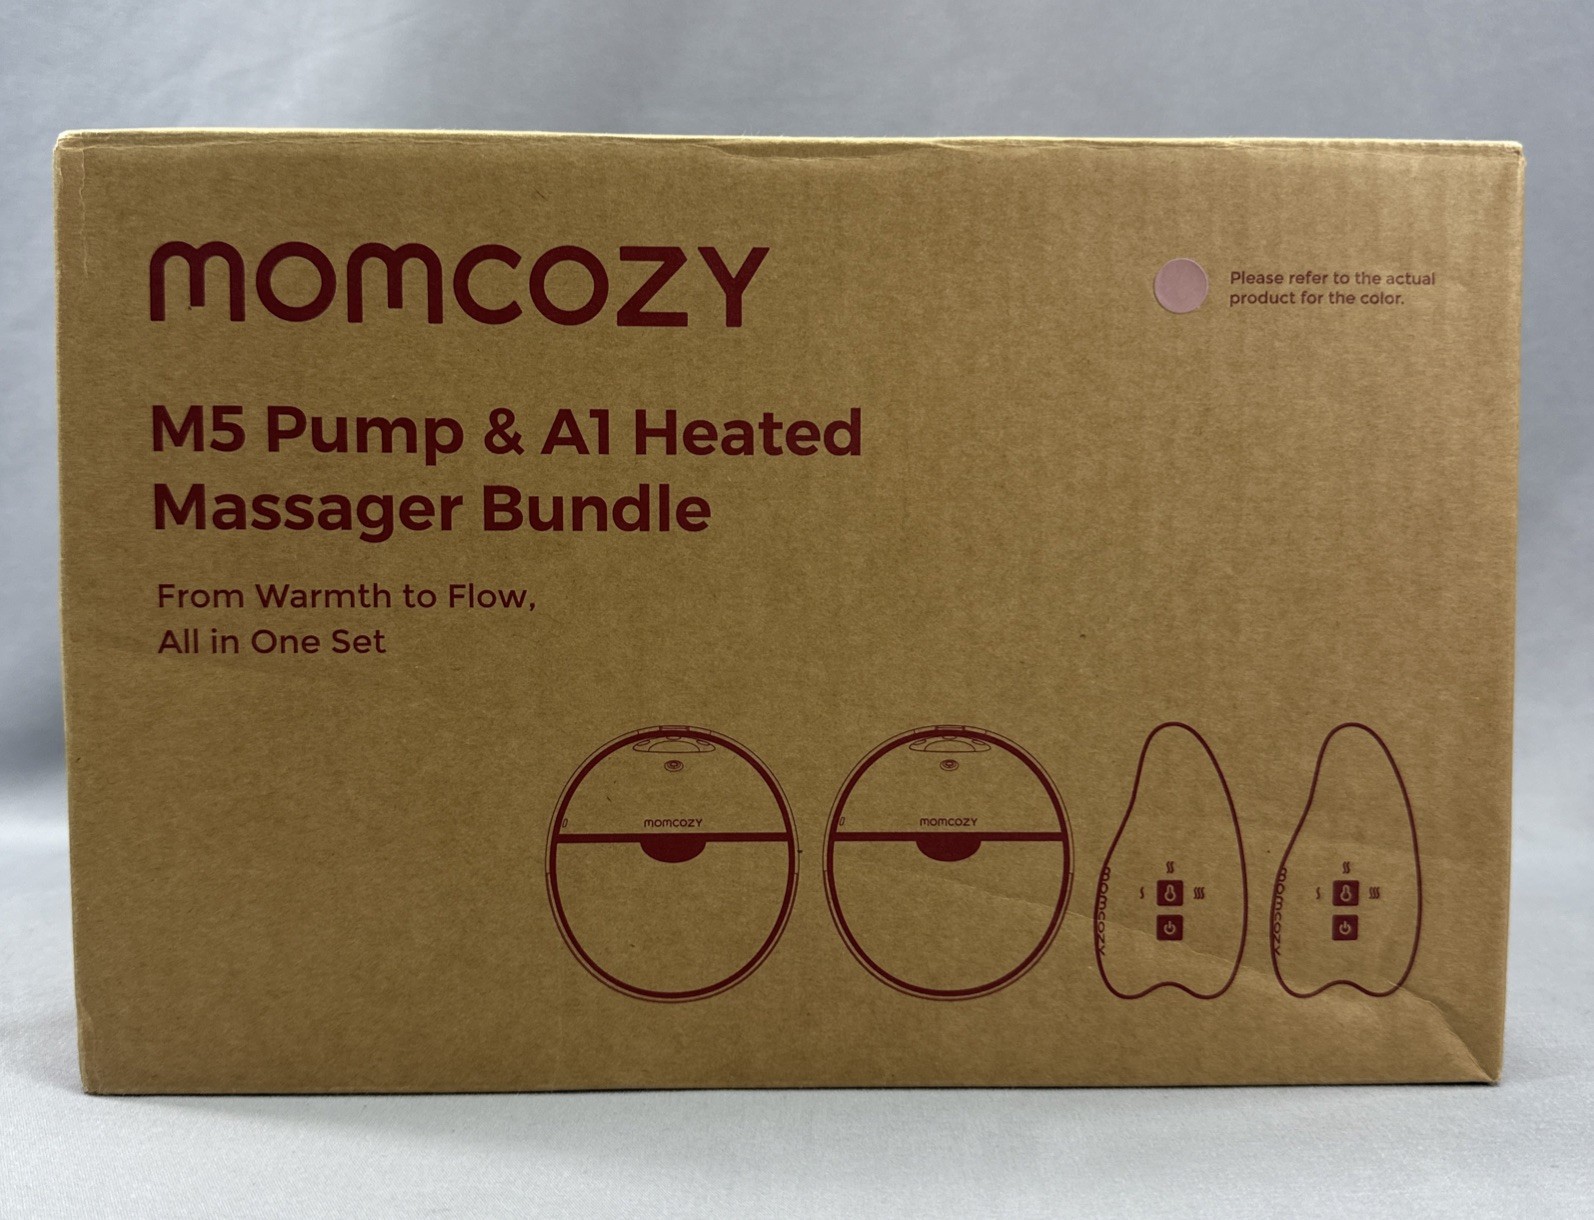 momcozy
Please refer to the actual
product for the color.
M5 Pump & A1 Heated
Massager Bundle
From Warmth to Flow,
All in One Set
momcozy
momcozy
momcozy
momcozy